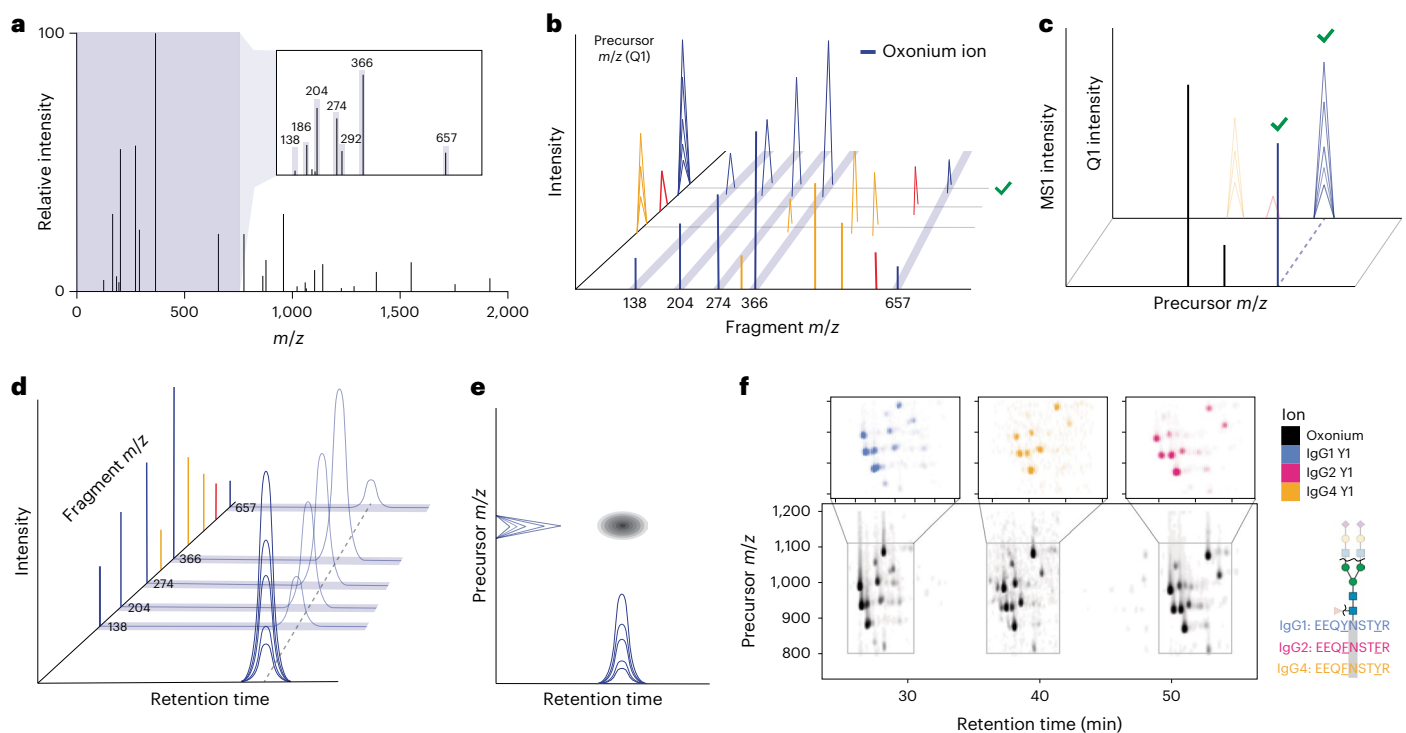 a
100
0
Relative intensity
0
500
1,000
1,500
2,000
m/z
138
186
204
274
292
366
657
b
Precursor
m/z (Q1)
Oxonium ion
Intensity
138
204
274
366
657
Fragment m/z
c
MS1 intensity
Q1 intensity
Precursor m/z
d
Intensity
Fragment m/z
657
366
274
204
138
Retention time
e
Precursor m/z
Retention time
f
Ion
Oxonium
IgG1 Y1
IgG2 Y1
IgG4 Y1
1,200
1,100
1,000
900
800
Precursor m/z
30
40
50
Retention time (min)
IgG1: EEQYNSTYR
IgG2: EEQFNSTFR
IgG4: EEQFNSTYR